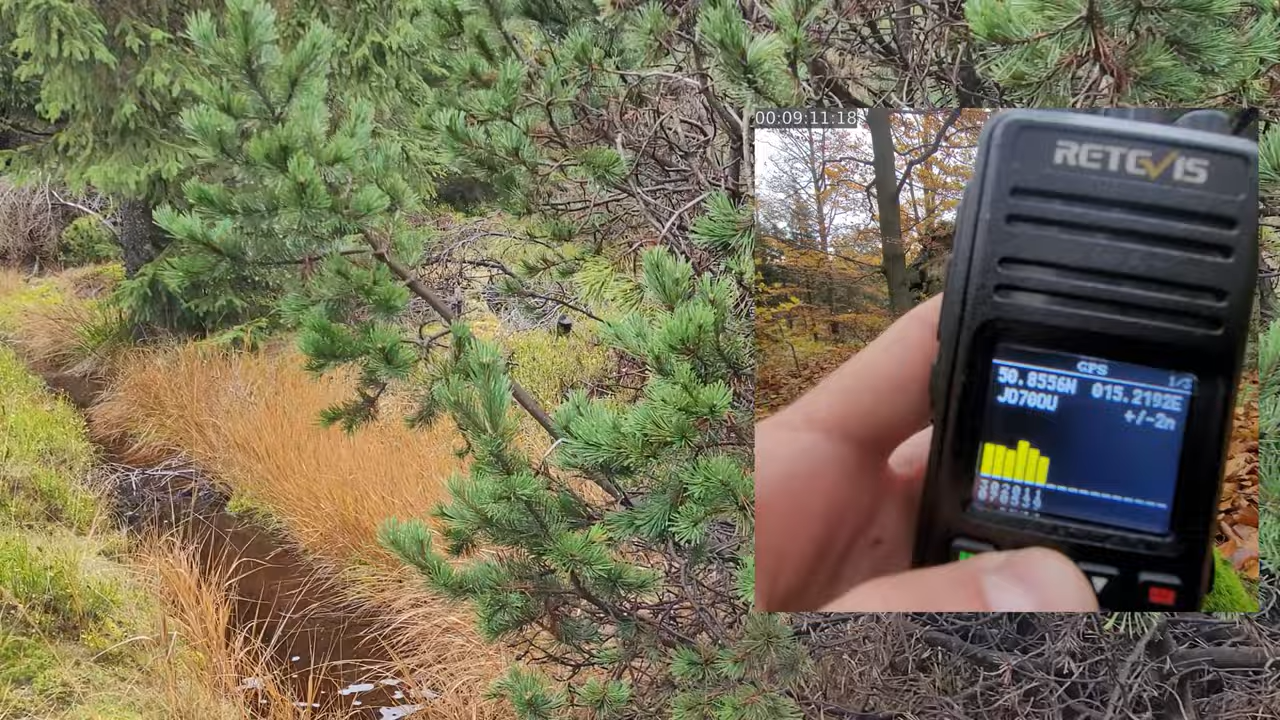 00:09:11:18
RETEVIS
GPS 1/3
50.8556N 015.2192E
JO70OU +/-2m